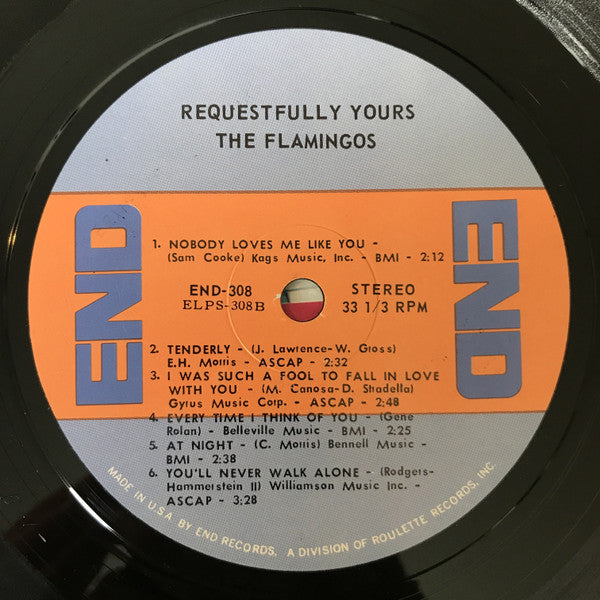 REQUESTFULLY YOURS
THE FLAMINGOS
END
END
1. NOBODY LOVES ME LIKE YOU -
(Sam Cooke) Kags Music, Inc. - BMI - 2:12
END-308 STEREO
ELPS-308B 33 1/3 RPM
2. TENDERLY - (J. Lawrence-W. Gross)
E.H. Morris - ASCAP - 2:32
3. I WAS SUCH A FOOL TO FALL IN LOVE
WITH YOU - (M. Canosa-D. Shadella)
Gyrus Music Corp. - ASCAP - 2:48
4. EVERY TIME I THINK OF YOU - (Gene
Rolan) - Belleville Music - BMI - 2:25
5. AT NIGHT - (C. Morris) Bennell Music -
BMI - 2:38
6. YOU'LL NEVER WALK ALONE - (Rodgers-
Hammerstein II) Williamson Music Inc. -
ASCAP - 3:28
MADE IN U.S.A BY END RECORDS, A DIVISION OF ROULETTE RECORDS, INC.